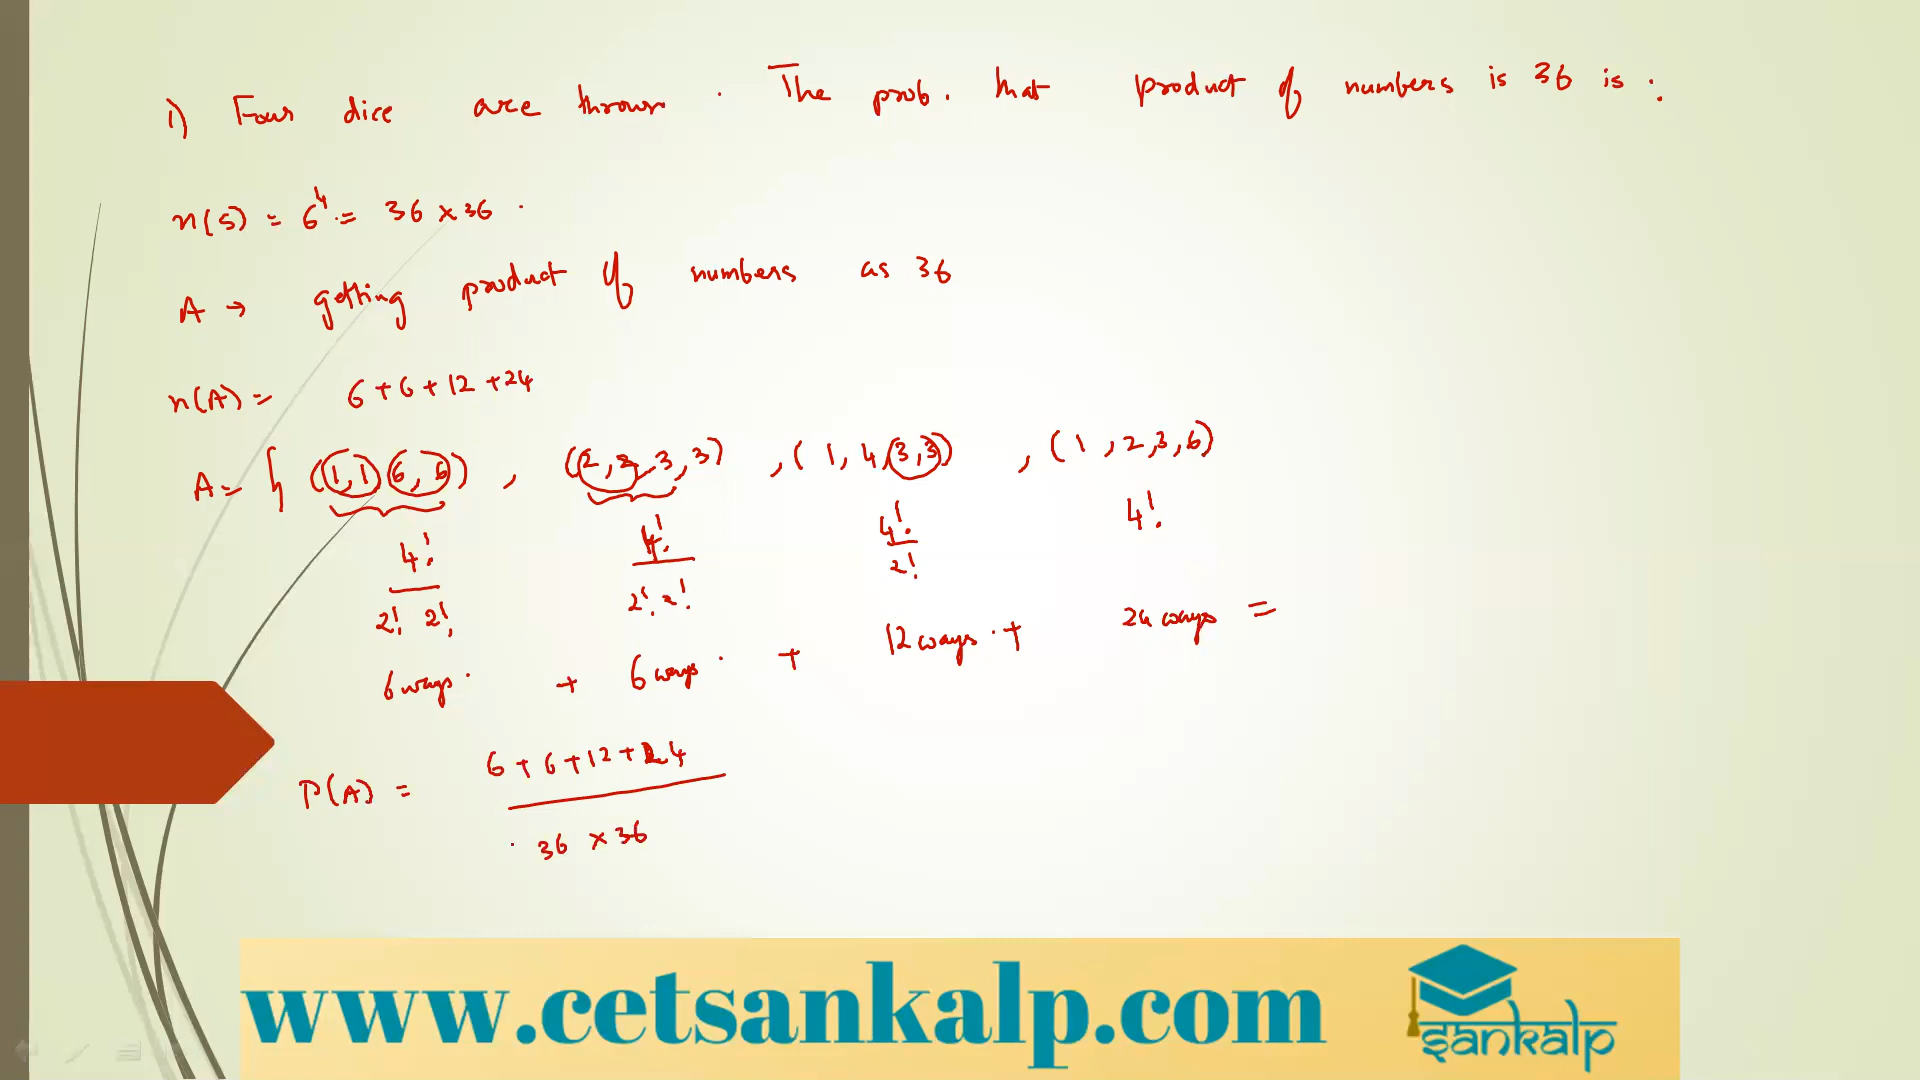 1) Four dice are thrown. The prob. that product of numbers is 36 is :
n(S) = 6⁴ = 36 × 36 .
A → getting product of numbers as 36
n(A) = 6 + 6 + 12 + 24
A = { (1,1,6,6) , (2,2,3,3) , (1,4,3,3) , (1,2,3,6)
4!/2! 2! 4!/2! 2! 4!/2! 4!
6 ways. + 6 ways. + 12 ways. + 24 ways =
P(A) = 6 + 6 + 12 + 24 / 36 × 36
www.cetsankalp.com
संankalp